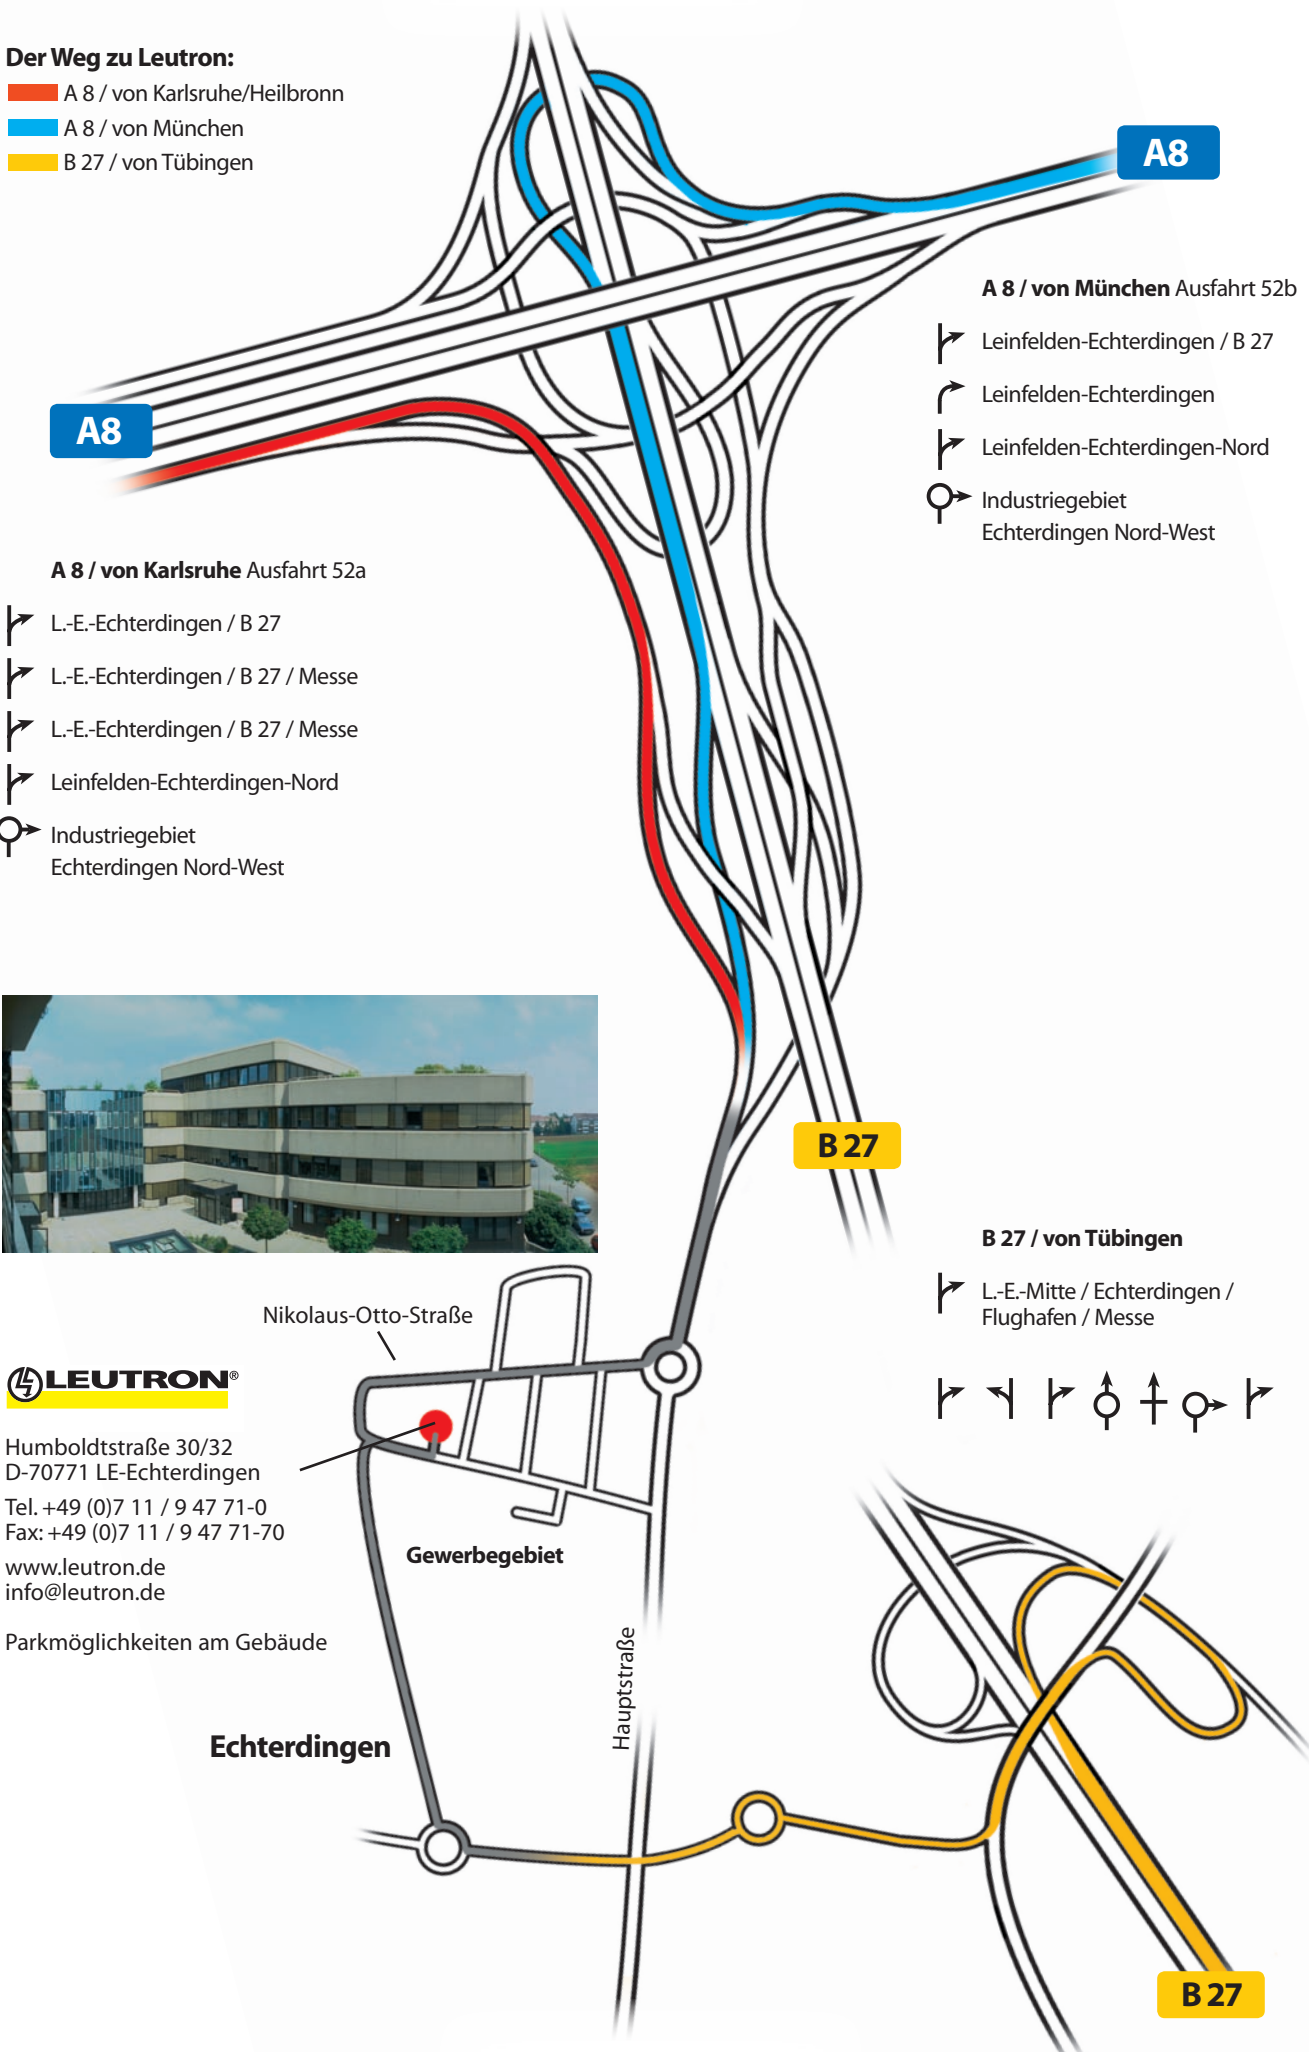 Der Weg zu Leutron:
A 8 / von Karlsruhe/Heilbronn
A 8 / von München
B 27 / von Tübingen
A8
A 8 / von München Ausfahrt 52b
Leinfelden-Echterdingen / B 27
Leinfelden-Echterdingen
Leinfelden-Echterdingen-Nord
Industriegebiet
Echterdingen Nord-West
A8
A 8 / von Karlsruhe Ausfahrt 52a
L.-E.-Echterdingen / B 27
L.-E.-Echterdingen / B 27 / Messe
L.-E.-Echterdingen / B 27 / Messe
Leinfelden-Echterdingen-Nord
Industriegebiet
Echterdingen Nord-West
B 27
B 27 / von Tübingen
L.-E.-Mitte / Echterdingen /
Flughafen / Messe
Nikolaus-Otto-Straße
LEUTRON®
Humboldtstraße 30/32
D-70771 LE-Echterdingen
Tel. +49 (0)7 11 / 9 47 71-0
Fax: +49 (0)7 11 / 9 47 71-70
www.leutron.de
info@leutron.de
Parkmöglichkeiten am Gebäude
Gewerbegebiet
Hauptstraße
Echterdingen
B 27